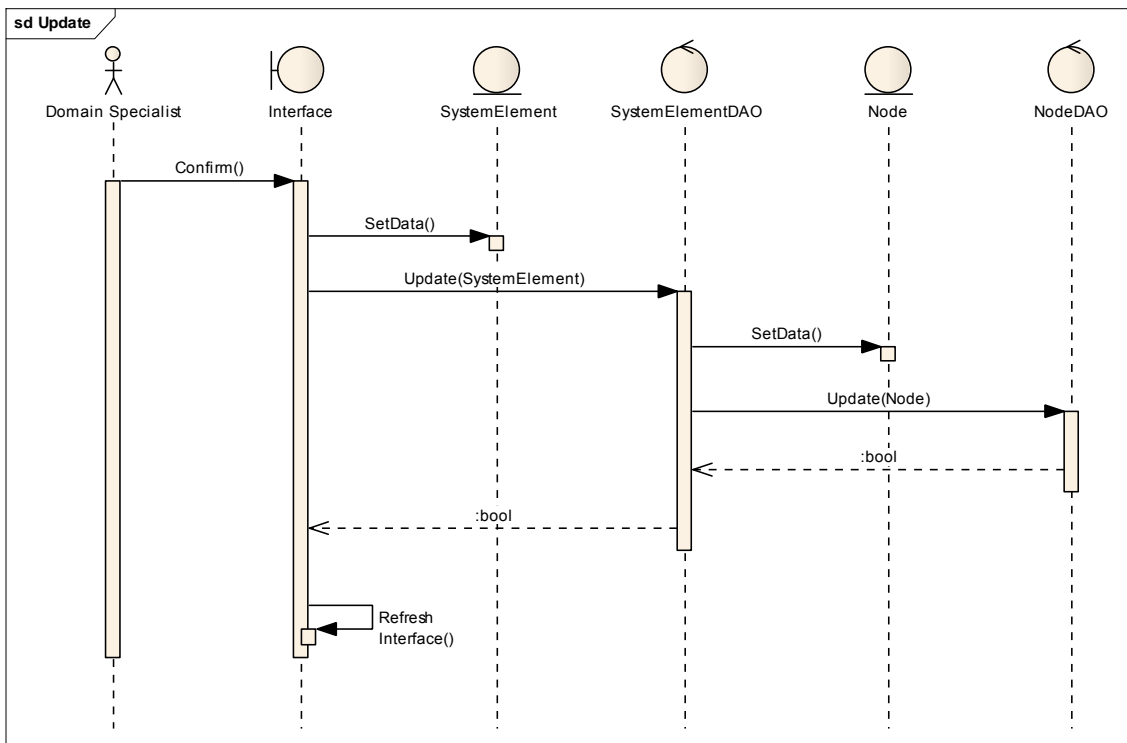 sd Update
Domain Specialist
Interface
SystemElement
SystemElementDAO
Node
NodeDAO
Confirm()
SetData()
Update(SystemElement)
SetData()
Update(Node)
:bool
:bool
Refresh
Interface()